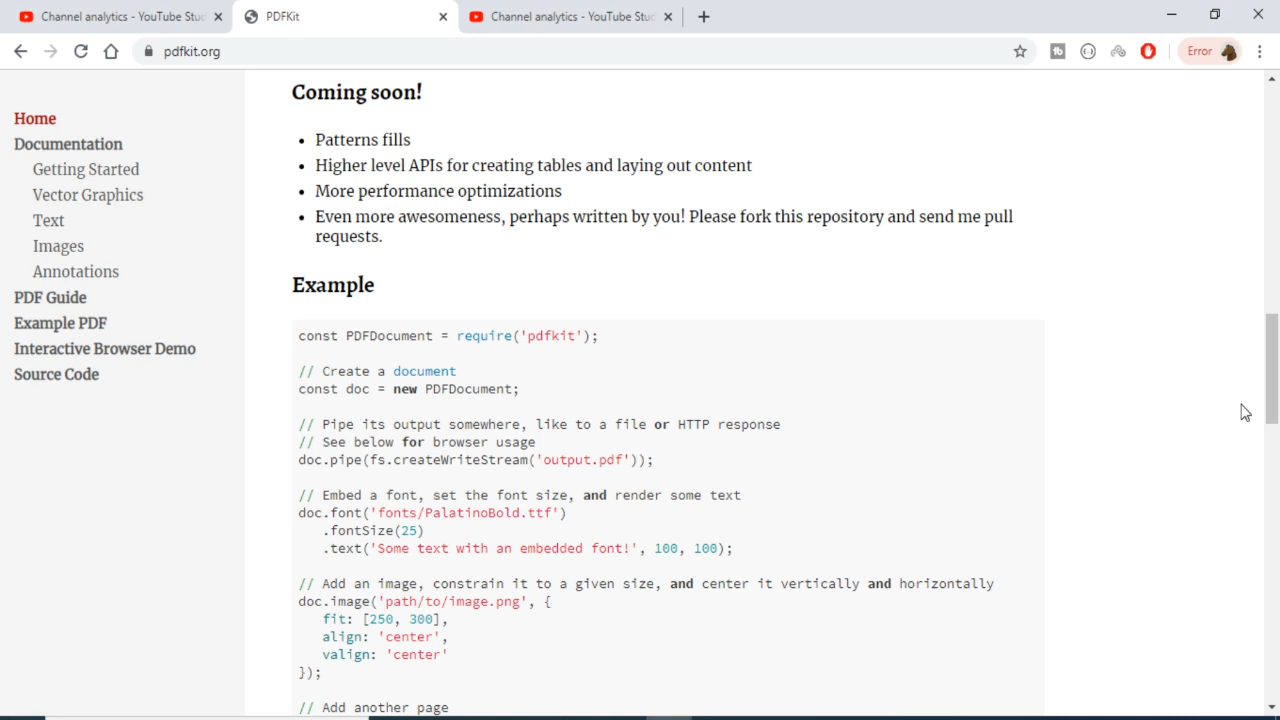 Channel analytics - YouTube Stud
PDFKit
Channel analytics - YouTube Stud
pdfkit.org
Error
Home
Documentation
Getting Started
Vector Graphics
Text
Images
Annotations
PDF Guide
Example PDF
Interactive Browser Demo
Source Code
Coming soon!
• Patterns fills
• Higher level APIs for creating tables and laying out content
• More performance optimizations
• Even more awesomeness, perhaps written by you! Please fork this repository and send me pull
requests.
Example
const PDFDocument = require('pdfkit');
// Create a document
const doc = new PDFDocument;
// Pipe its output somewhere, like to a file or HTTP response
// See below for browser usage
doc.pipe(fs.createWriteStream('output.pdf'));
// Embed a font, set the font size, and render some text
doc.font('fonts/PalatinoBold.ttf')
.fontSize(25)
.text('Some text with an embedded font!', 100, 100);
// Add an image, constrain it to a given size, and center it vertically and horizontally
doc.image('path/to/image.png', {
fit: [250, 300],
align: 'center',
valign: 'center'
});
// Add another page